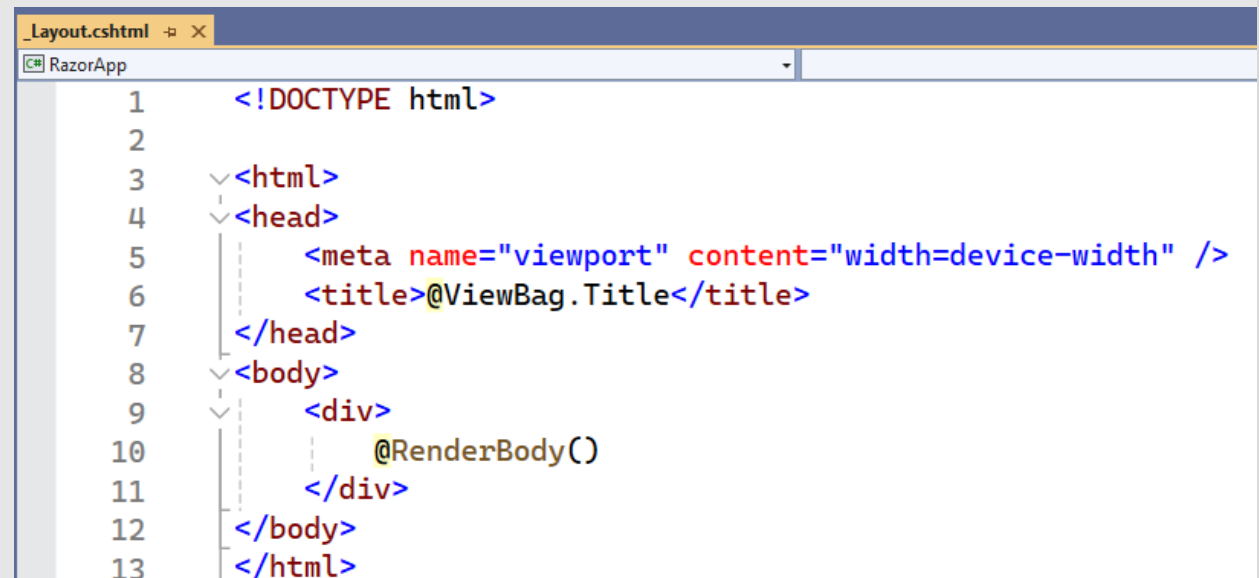 _Layout.cshtml
C# RazorApp
1 <!DOCTYPE html>
2
3 <html>
4 <head>
5 <meta name="viewport" content="width=device-width" />
6 <title>@ViewBag.Title</title>
7 </head>
8 <body>
9 <div>
10 @RenderBody()
11 </div>
12 </body>
13 </html>